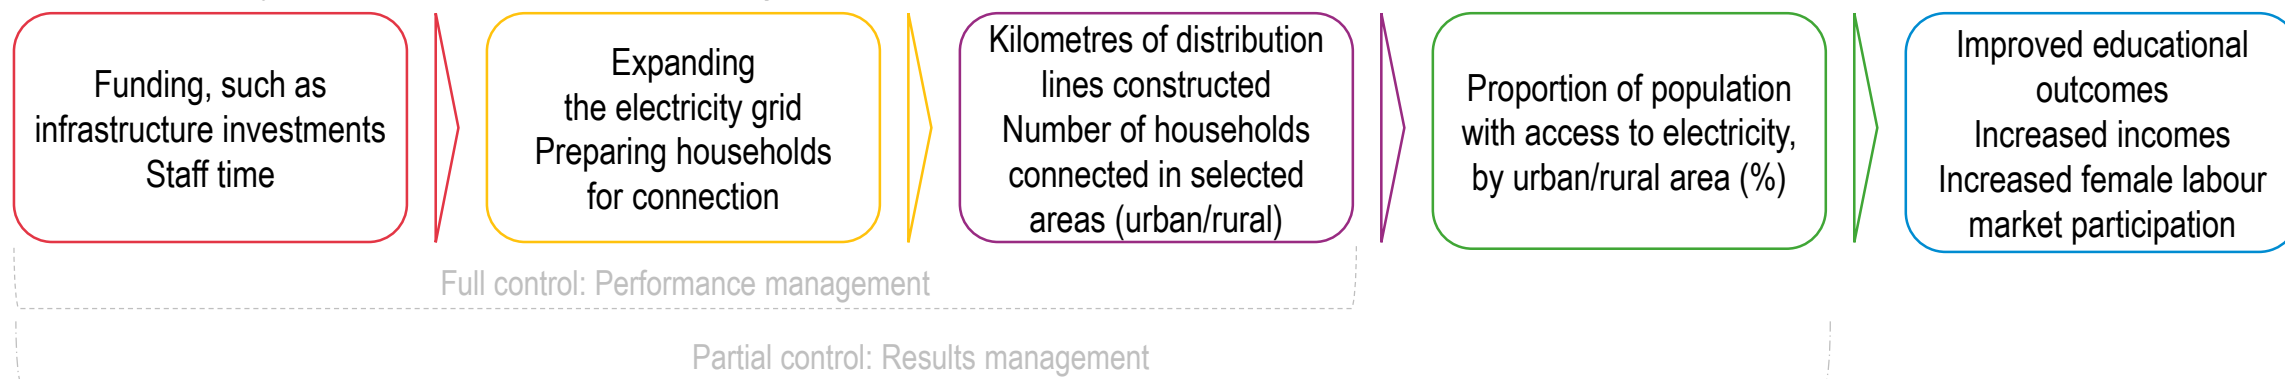 Funding, such as
infrastructure investments
Staff time
Expanding
the electricity grid
Preparing households
for connection
Kilometres of distribution
lines constructed
Number of households
connected in selected
areas (urban/rural)
Proportion of population
with access to electricity,
by urban/rural area (%)
Improved educational
outcomes
Increased incomes
Increased female labour
market participation
Full control: Performance management
Partial control: Results management